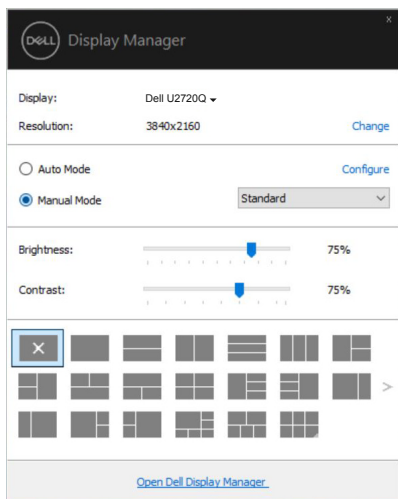 x
DELL Display Manager
Display: Dell U2720Q
Resolution: 3840x2160 Change
Auto Mode Configure
Manual Mode Standard
Brightness: 75%
Contrast: 75%
Open Dell Display Manager